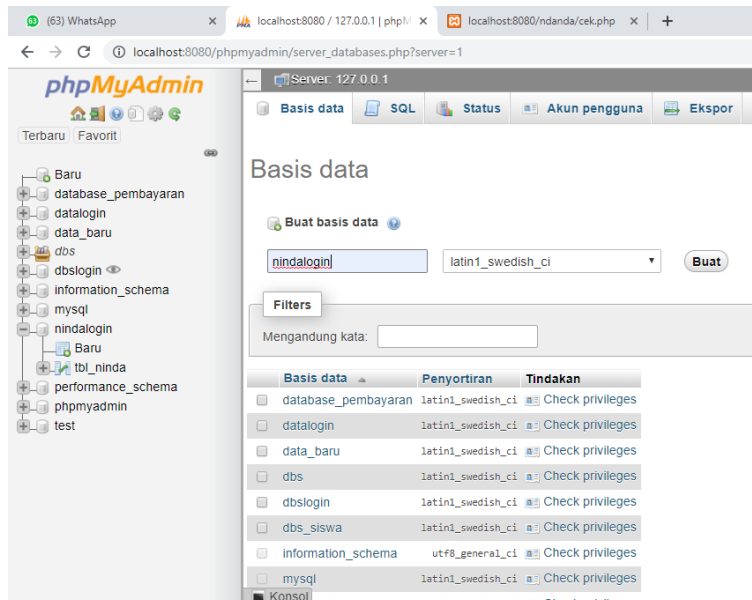 (63) WhatsApp
localhost:8080 / 127.0.0.1 | phpM
localhost:8080/ndanda/cek.php
localhost:8080/phpmyadmin/server_databases.php?server=1
phpMyAdmin
Terbaru Favorit
Baru
database_pembayaran
datalogin
data_baru
dbs
dbslogin
information_schema
mysql
nindalogin
Baru
tbl_ninda
performance_schema
phpmyadmin
test
Server: 127.0.0.1
Basis data SQL Status Akun pengguna Ekspor
Basis data
Buat basis data
nindalogin latin1_swedish_ci Buat
Filters
Mengandung kata:
Basis data Penyortiran Tindakan
database_pembayaran latin1_swedish_ci Check privileges
datalogin latin1_swedish_ci Check privileges
data_baru latin1_swedish_ci Check privileges
dbs latin1_swedish_ci Check privileges
dbslogin latin1_swedish_ci Check privileges
dbs_siswa latin1_swedish_ci Check privileges
information_schema utf8_general_ci Check privileges
mysql latin1_swedish_ci Check privileges
Konsol